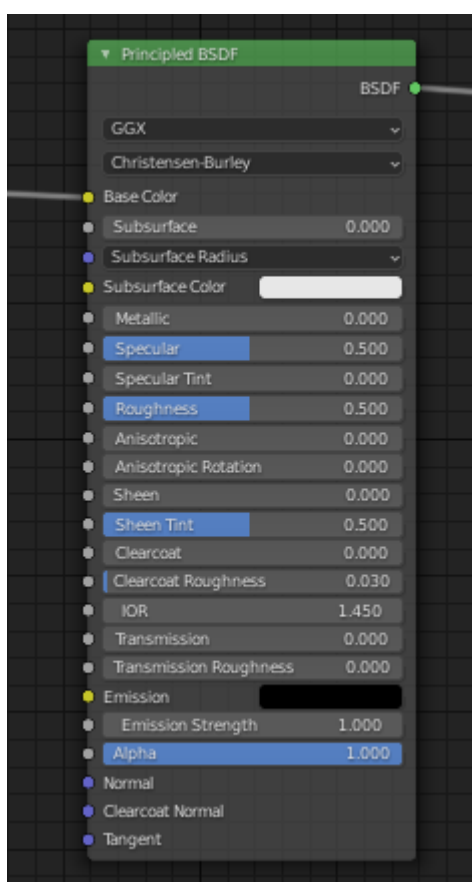 Principled BSDF
BSDF
GGX
Christensen-Burley
Base Color
Subsurface 0.000
Subsurface Radius
Subsurface Color
Metallic 0.000
Specular 0.500
Specular Tint 0.000
Roughness 0.500
Anisotropic 0.000
Anisotropic Rotation 0.000
Sheen 0.000
Sheen Tint 0.500
Clearcoat 0.000
Clearcoat Roughness 0.030
IOR 1.450
Transmission 0.000
Transmission Roughness 0.000
Emission
Emission Strength 1.000
Alpha 1.000
Normal
Clearcoat Normal
Tangent